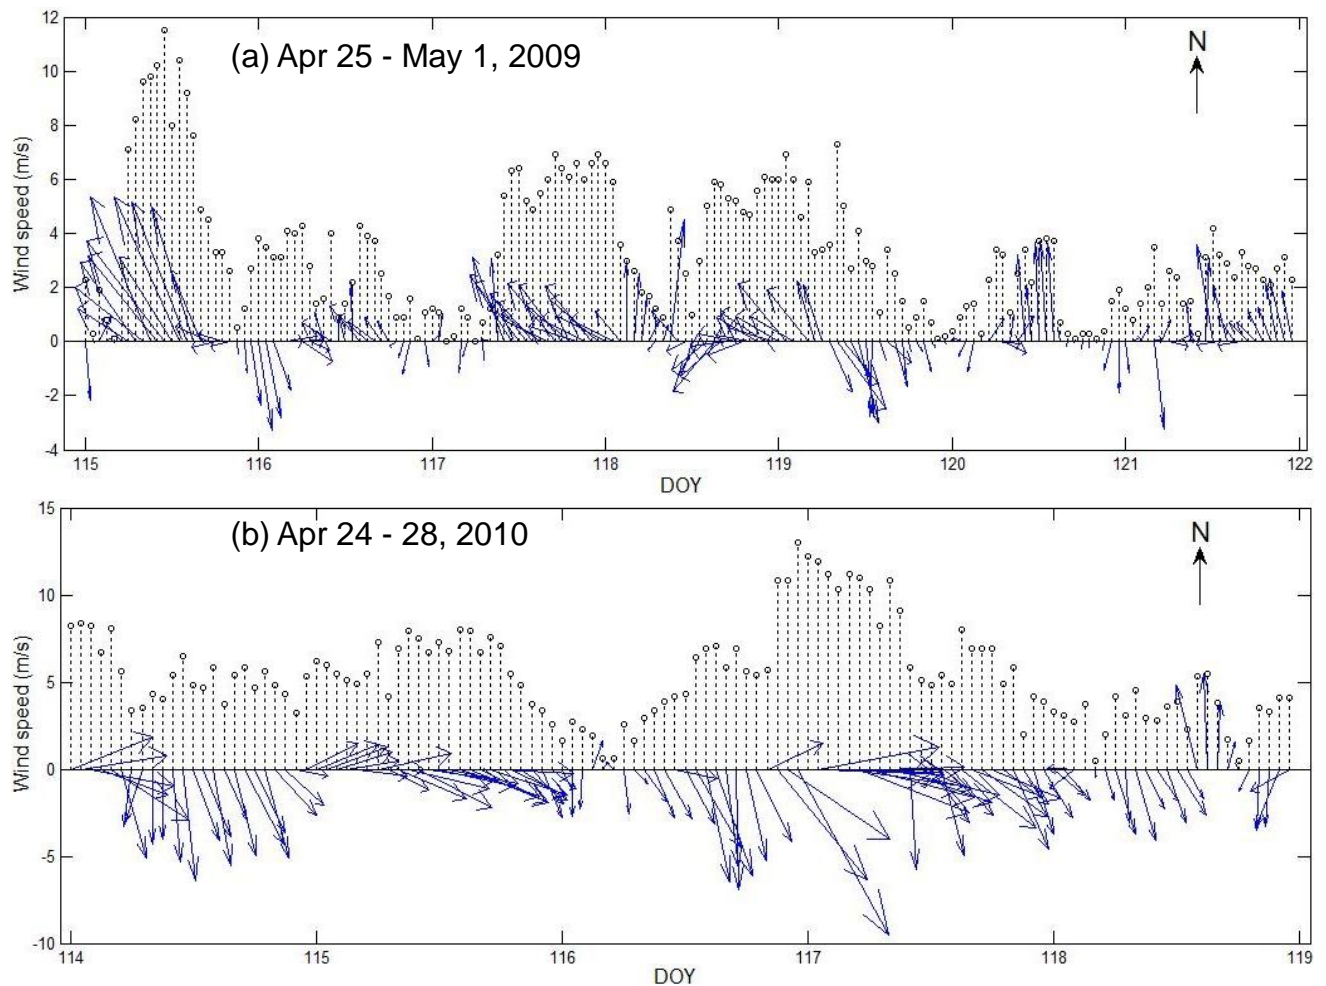 (a) Apr 25 - May 1, 2009
N
Wind speed (m/s)
12
10
8
6
4
2
0
-2
-4
115 116 117 118 119 120 121 122
DOY
(b) Apr 24 - 28, 2010
N
Wind speed (m/s)
15
10
5
0
-5
-10
114 115 116 117 118 119
DOY